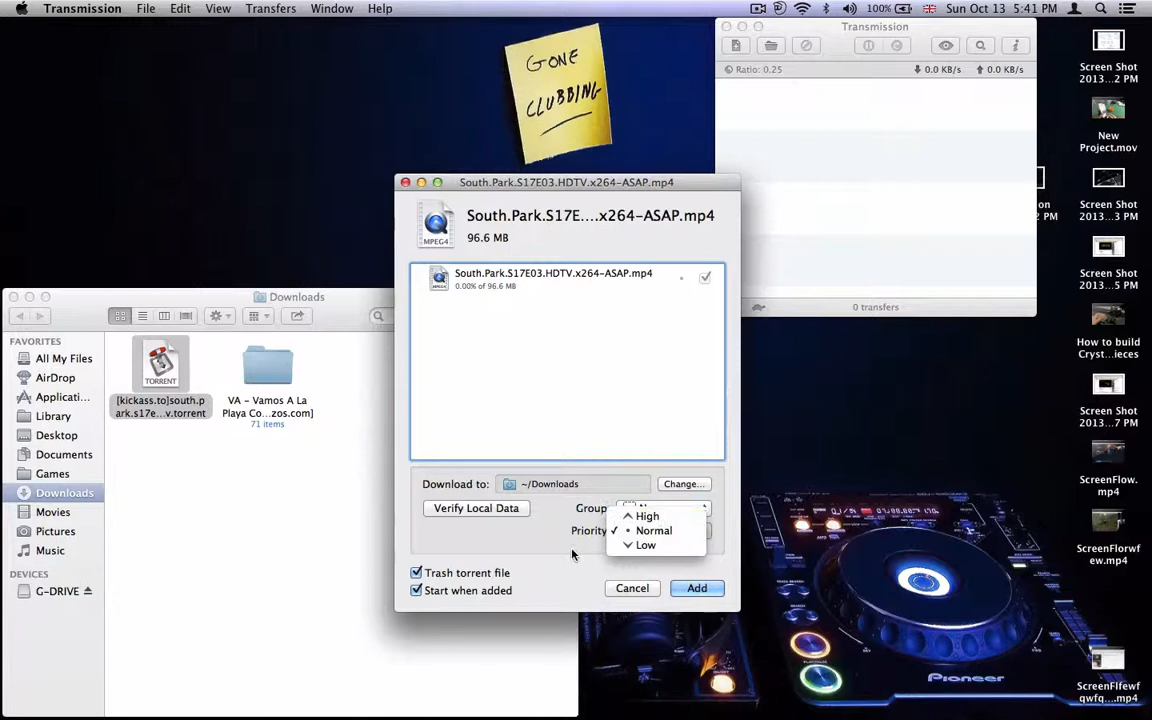 Transmission File Edit View Transfers Window Help
100% Sun Oct 13 5:41 PM
GONE
CLUBBING
Transmission
Ratio: 0.25 0.0 KB/s 0.0 KB/s
0 transfers
South.Park.S17E03.HDTV.x264-ASAP.mp4
South.Park.S17E....x264-ASAP.mp4
MPEG4
96.6 MB
South.Park.S17E03.HDTV.x264-ASAP.mp4
0.00% of 96.6 MB
Download to: ~/Downloads Change...
Verify Local Data Group
High
Priority Normal
Low
Trash torrent file
Start when added
Cancel Add
Downloads
FAVORITES
All My Files
AirDrop
Applicati...
Library
Desktop
Documents
Games
Downloads
Movies
Pictures
Music
DEVICES
G-DRIVE
TORRENT
[kickass.to]south.p
ark.s17e...v.torrent
VA - Vamos A La
Playa Co...zos.com]
71 items
Screen Shot
2013...2 PM
New
Project.mov
Screen Shot
2013...3 PM
on
2 PM
Screen Shot
2013...5 PM
How to build
Cryst...ieces
Screen Shot
2013...7 PM
ScreenFlow.
mp4
ScreenFlorwf
ew.mp4
ScreenFlfewf
qwfq...mp4
Pioneer